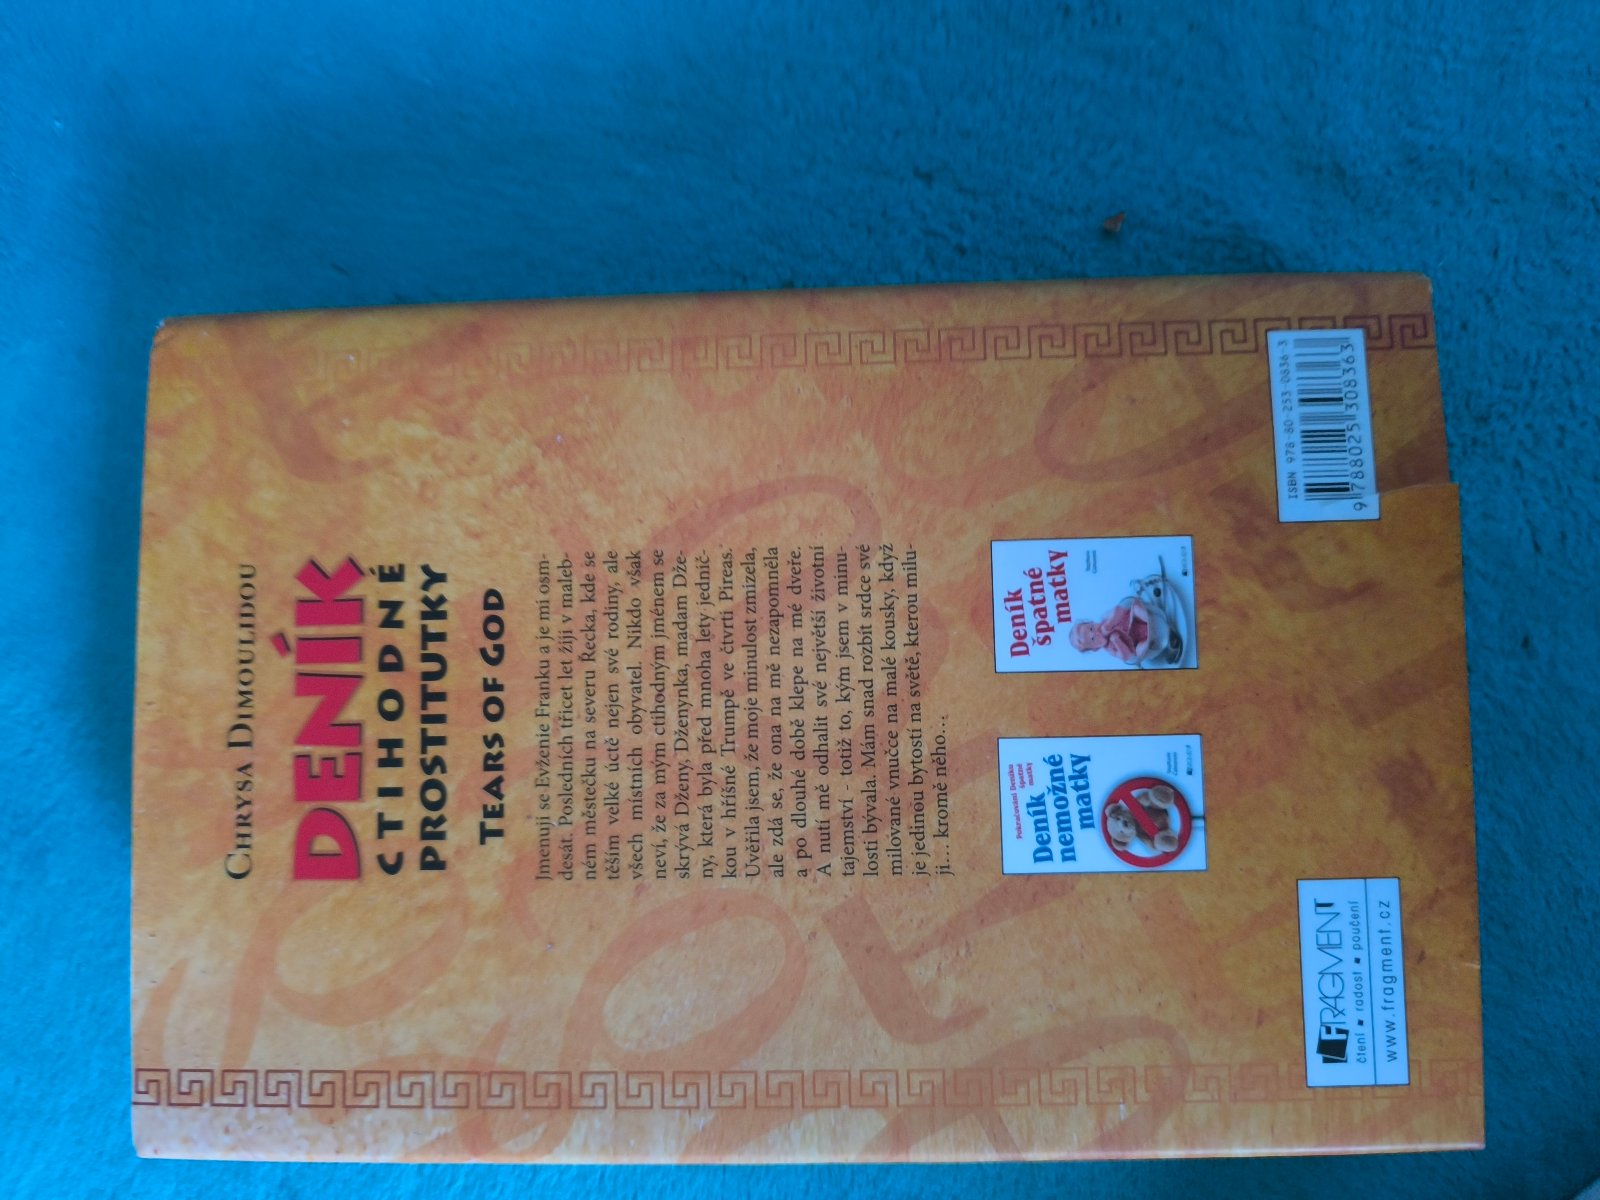 CHRYSA DIMOULIDOU
DENÍK
CTIHODNÉ
PROSTITUTKY
TEARS OF GOD
Jmenuji se Evženie Franku a je mi osm-
desát. Posledních třicet let žiji v maleb-
ném městečku na severu Řecka, kde se
těším velké úctě nejen své rodiny, ale
všech místních obyvatel. Nikdo však
neví, že za mým ctihodným jménem se
skrývá Dženy, Dženynka, madam Dže-
ny, která byla před mnoha lety jednič-
kou v hříšné Trumpě ve čtvrti Pireas.
Uvěřila jsem, že moje minulost zmizela,
ale zdá se, že ona na mě nezapomněla
a po dlouhé době klepe na mé dveře.
A nutí mě odhalit své největší životní
tajemství - totiž to, kým jsem v minu-
losti bývala. Mám snad rozbít srdce své
milované vnučce na malé kousky, když
je jedinou bytostí na světě, kterou milu-
ji... kromě něho...
Pokračování Deníku
špatné
matky
Deník
nemožné
matky
Deník
špatné
matky
FRAGMENT
čtení ▪ radost ▪ poučení
www.fragment.cz
ISBN 978-80-253-0836-3
9 788025 308363